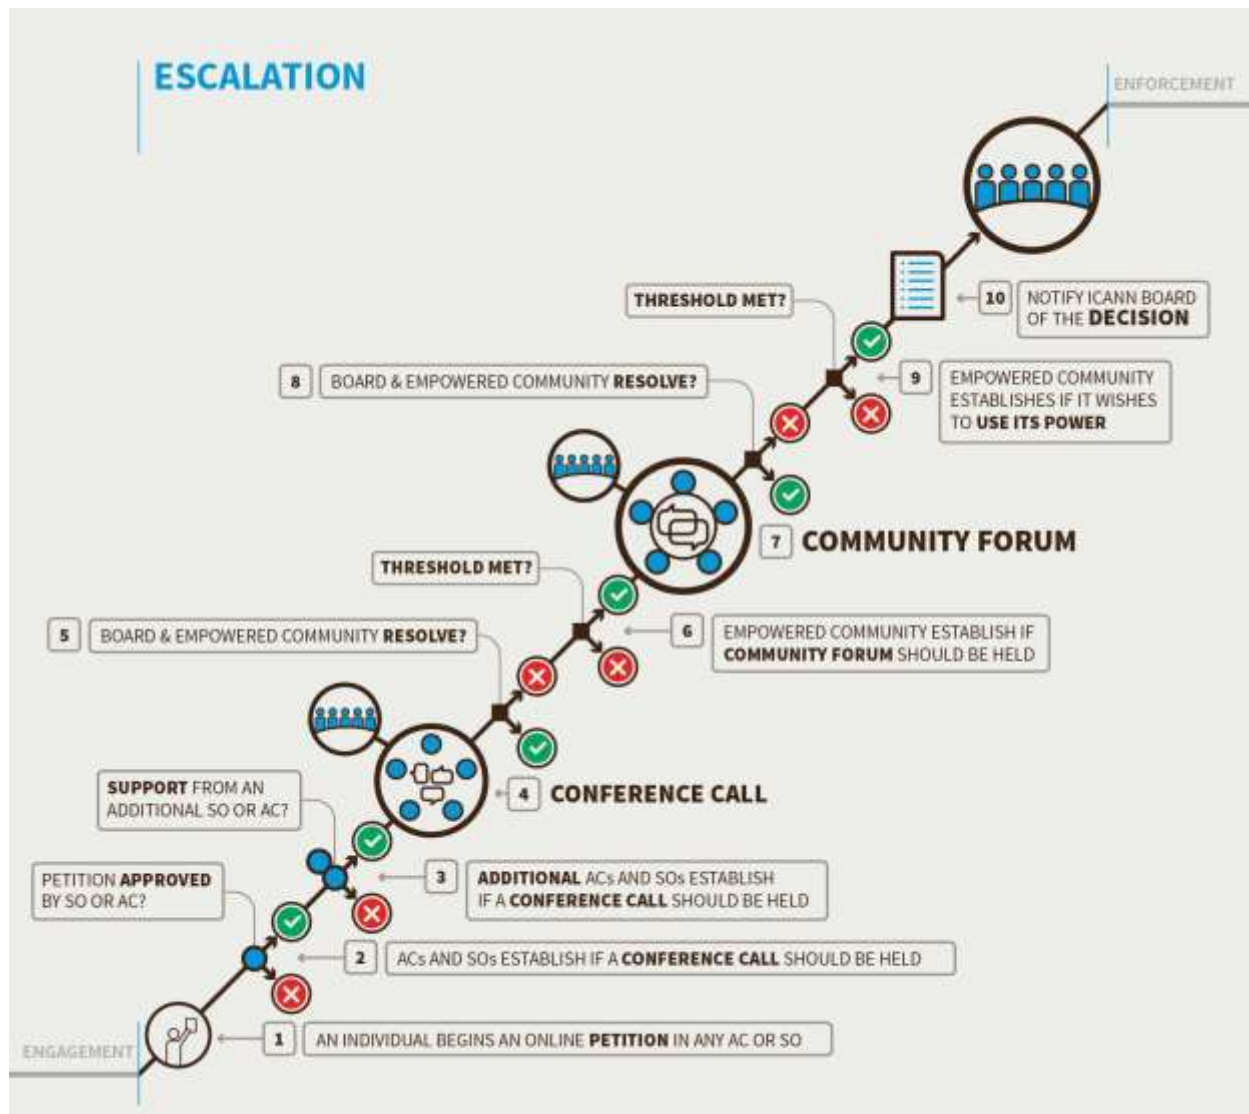 ESCALATION
ENFORCEMENT
10
NOTIFY ICANN BOARD
OF THE DECISION
THRESHOLD MET?
8
BOARD & EMPOWERED COMMUNITY RESOLVE?
9
EMPOWERED COMMUNITY
ESTABLISHES IF IT WISHES
TO USE ITS POWER
7
COMMUNITY FORUM
THRESHOLD MET?
5
BOARD & EMPOWERED COMMUNITY RESOLVE?
6
EMPOWERED COMMUNITY ESTABLISH IF
COMMUNITY FORUM SHOULD BE HELD
4
CONFERENCE CALL
SUPPORT FROM AN
ADDITIONAL SO OR AC?
3
ADDITIONAL ACs AND SOs ESTABLISH
IF A CONFERENCE CALL SHOULD BE HELD
PETITION APPROVED
BY SO OR AC?
2
ACs AND SOs ESTABLISH IF A CONFERENCE CALL SHOULD BE HELD
1
AN INDIVIDUAL BEGINS AN ONLINE PETITION IN ANY AC OR SO
ENGAGEMENT